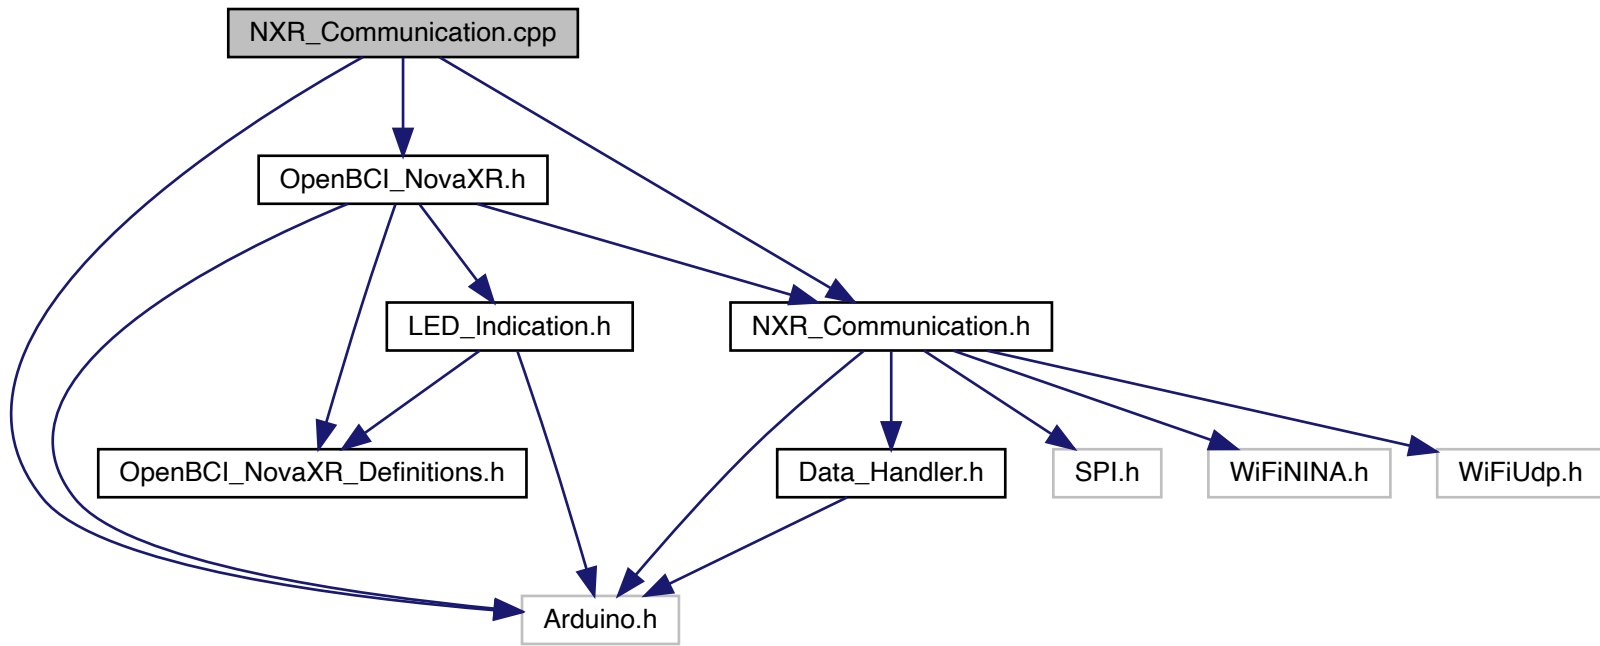 NXR_Communication.cpp
OpenBCI_NovaXR.h
LED_Indication.h
NXR_Communication.h
OpenBCI_NovaXR_Definitions.h
Data_Handler.h
SPI.h
WiFiNINA.h
WiFiUdp.h
Arduino.h